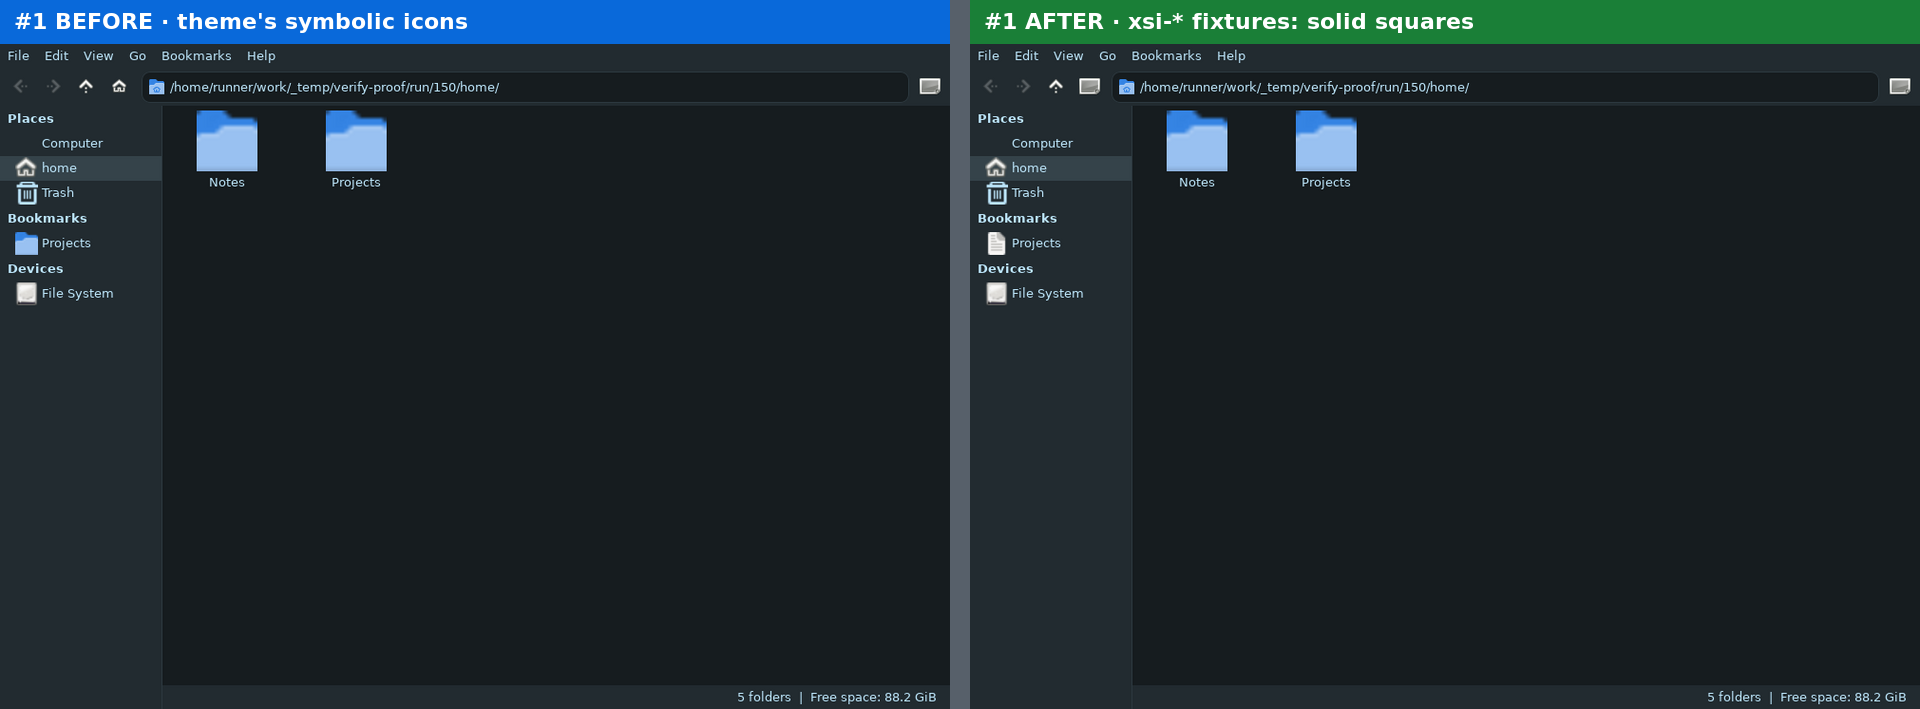 #1 BEFORE · theme's symbolic icons
File Edit View Go Bookmarks Help
/home/runner/work/_temp/verify-proof/run/150/home/
Places
Computer
home
Trash
Bookmarks
Projects
Devices
File System
Notes Projects
5 folders | Free space: 88.2 GiB
#1 AFTER · xsi-* fixtures: solid squares
File Edit View Go Bookmarks Help
/home/runner/work/_temp/verify-proof/run/150/home/
Places
Computer
home
Trash
Bookmarks
Projects
Devices
File System
Notes Projects
5 folders | Free space: 88.2 GiB